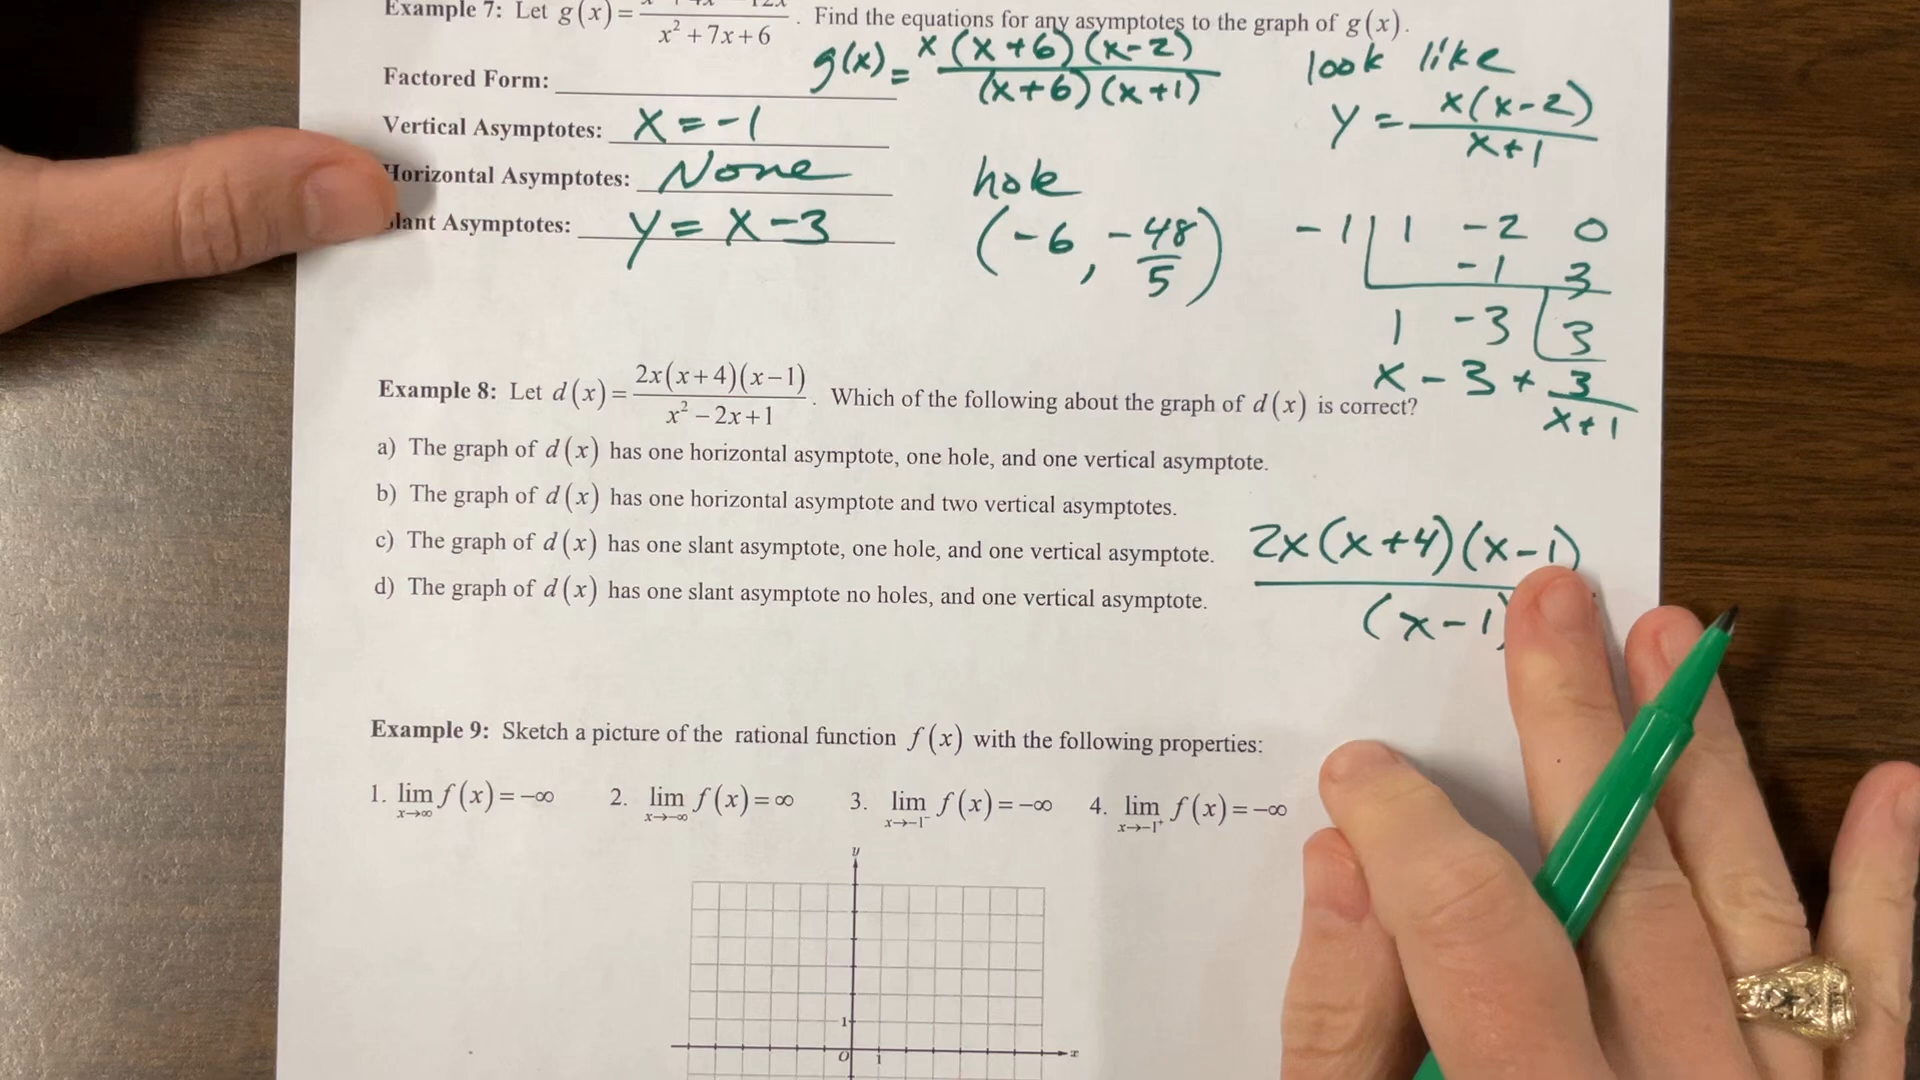 Example 7: Let g(x)= x² + 7x + 6 . Find the equations for any asymptotes to the graph of g(x).
g(x) = x(x+6)(x-2) / (x+6)(x+1)
look like
y = x(x-2) / x+1
Factored Form:
Vertical Asymptotes: x = -1
Horizontal Asymptotes: None
Slant Asymptotes: y = x - 3
hole
(-6, -48/5)
-1 | 1 -2 0
-1 3
1 -3 3
x - 3 + 3 / x+1
Example 8: Let d(x)= 2x(x+4)(x-1) / x² - 2x + 1 . Which of the following about the graph of d(x) is correct?
a) The graph of d(x) has one horizontal asymptote, one hole, and one vertical asymptote.
b) The graph of d(x) has one horizontal asymptote and two vertical asymptotes.
c) The graph of d(x) has one slant asymptote, one hole, and one vertical asymptote.
d) The graph of d(x) has one slant asymptote no holes, and one vertical asymptote.
2x(x+4)(x-1)
(x-1)
Example 9: Sketch a picture of the rational function f(x) with the following properties:
1. lim x→∞ f(x) = -∞ 2. lim x→-∞ f(x) = ∞ 3. lim x→-1⁻ f(x) = -∞ 4. lim x→-1⁺ f(x) = -∞
y
1
O 1 x